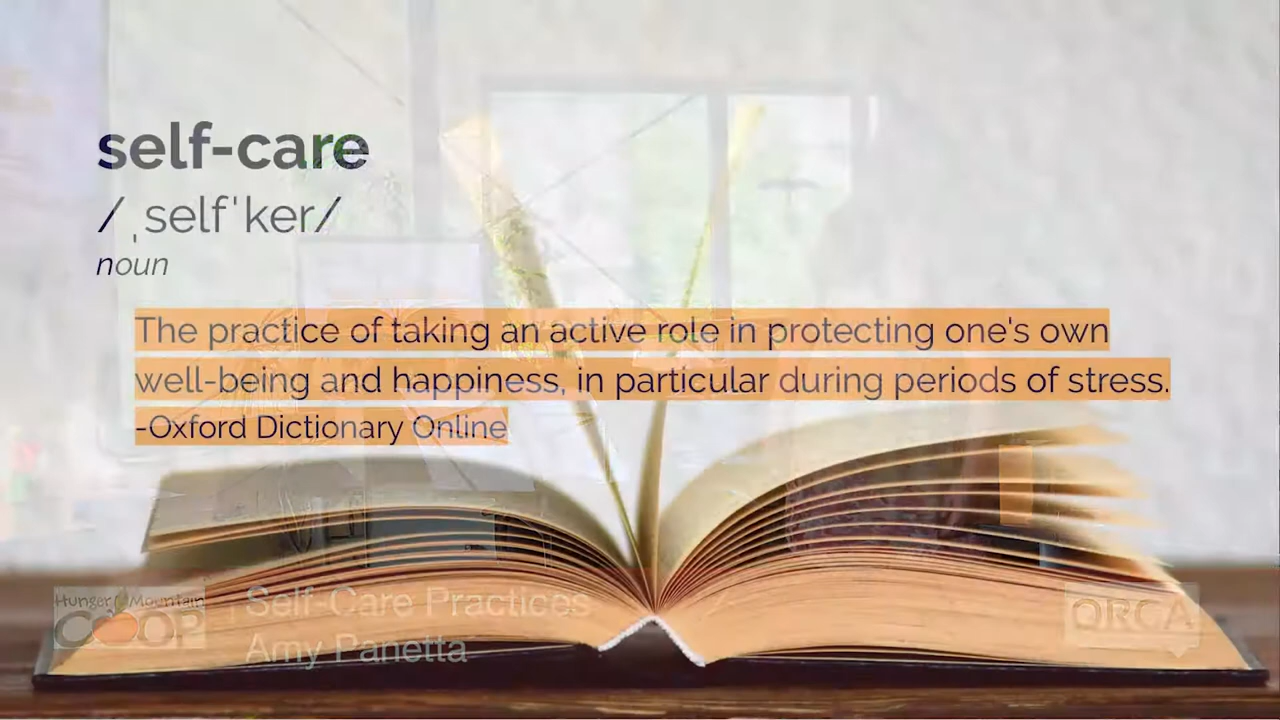 self-care
/ˌselfˈker/
noun
The practice of taking an active role in protecting one's own
well-being and happiness, in particular during periods of stress.
-Oxford Dictionary Online
Hunger Mountain
COOP
Self-Care Practices
Amy Panetta
ORCA